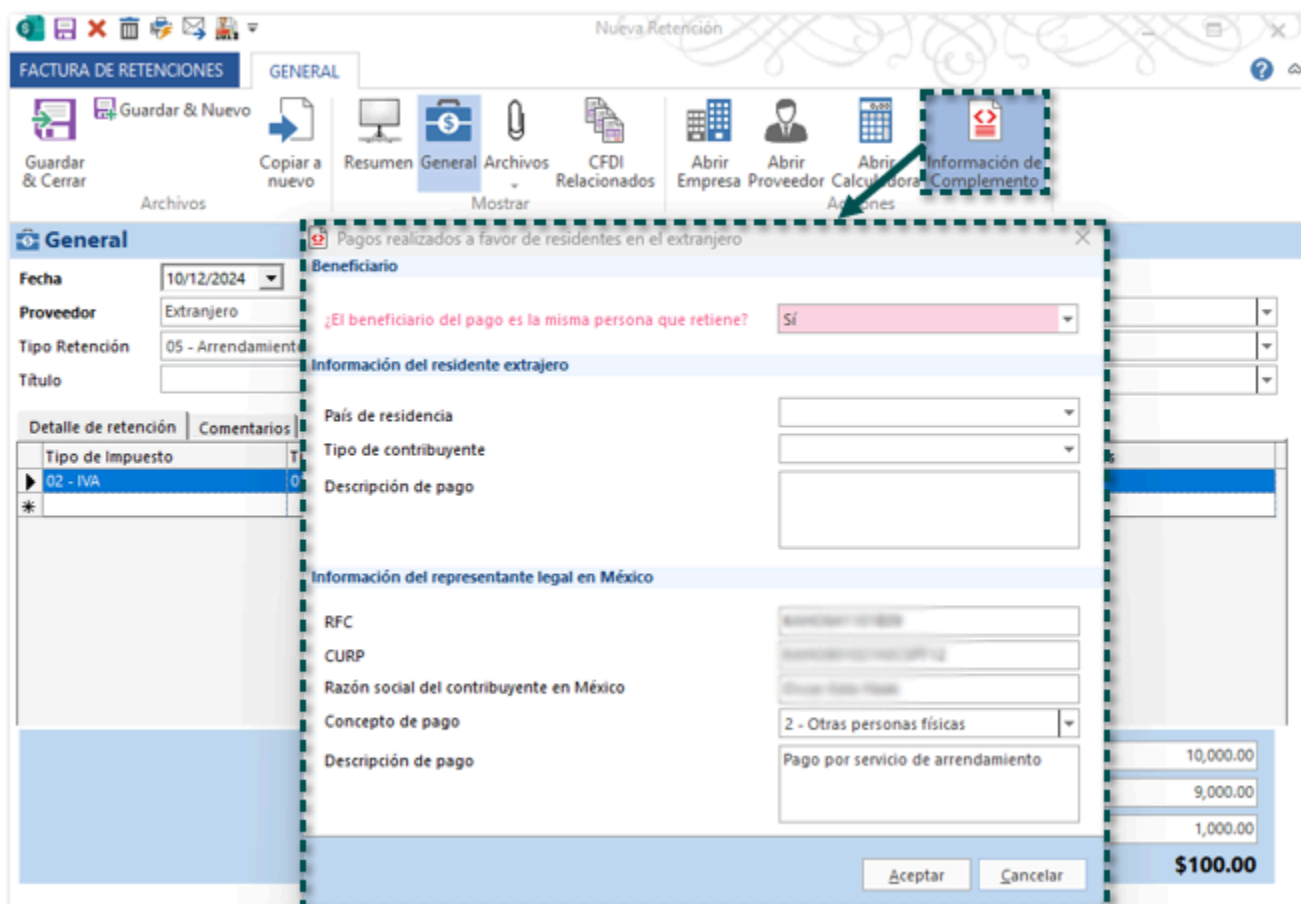 Nueva Retención
FACTURA DE RETENCIONES GENERAL
Guardar & Cerrar
Guardar & Nuevo
Copiar a nuevo
Archivos
Resumen
General
Archivos
CFDI Relacionados
Mostrar
Abrir Empresa
Abrir Proveedor
Abrir Calculadora
0,00
Información de Complemento
Acciones
General
Fecha 10/12/2024
Proveedor Extranjero
Tipo Retención 05 - Arrendamiento
Título
Detalle de retención Comentarios
Tipo de Impuesto
02 - IVA
Pagos realizados a favor de residentes en el extranjero
Beneficiario
¿El beneficiario del pago es la misma persona que retiene? Sí
Información del residente extrajero
País de residencia
Tipo de contribuyente
Descripción de pago
Información del representante legal en México
RFC
CURP
Razón social del contribuyente en México
Concepto de pago 2 - Otras personas físicas
Descripción de pago Pago por servicio de arrendamiento
Aceptar Cancelar
10,000.00
9,000.00
1,000.00
$100.00